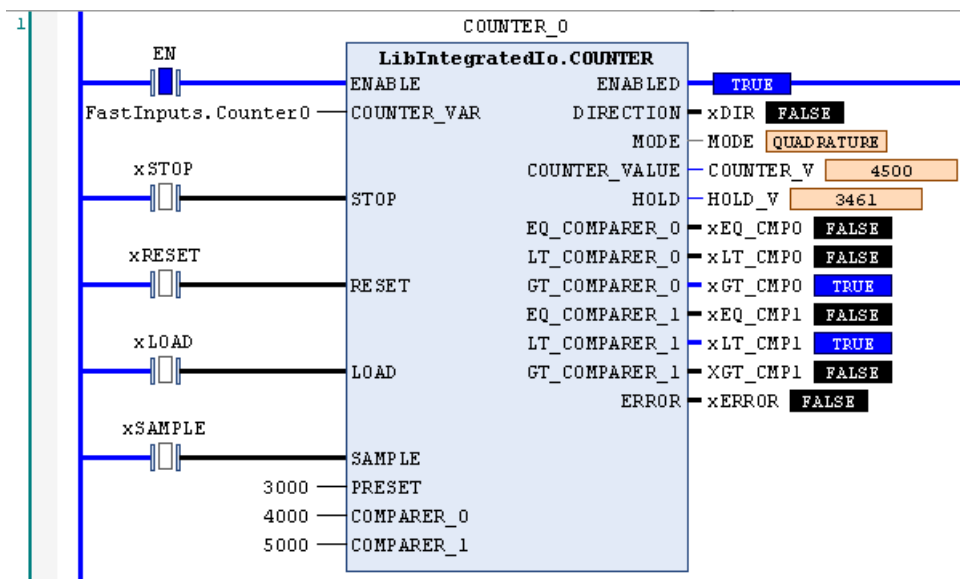 1
COUNTER_0
EN
LibIntegratedIo.COUNTER
ENABLE ENABLED TRUE
FastInputs.Counter0 COUNTER_VAR DIRECTION xDIR FALSE
MODE MODE QUADRATURE
xSTOP COUNTER_VALUE COUNTER_V 4500
STOP HOLD HOLD_V 3461
EQ_COMPARER_0 xEQ_CMP0 FALSE
xRESET LT_COMPARER_0 xLT_CMP0 FALSE
RESET GT_COMPARER_0 xGT_CMP0 TRUE
EQ_COMPARER_1 xEQ_CMP1 FALSE
xLOAD LT_COMPARER_1 xLT_CMP1 TRUE
LOAD GT_COMPARER_1 XGT_CMP1 FALSE
ERROR xERROR FALSE
xSAMPLE
SAMPLE
3000 PRESET
4000 COMPARER_0
5000 COMPARER_1